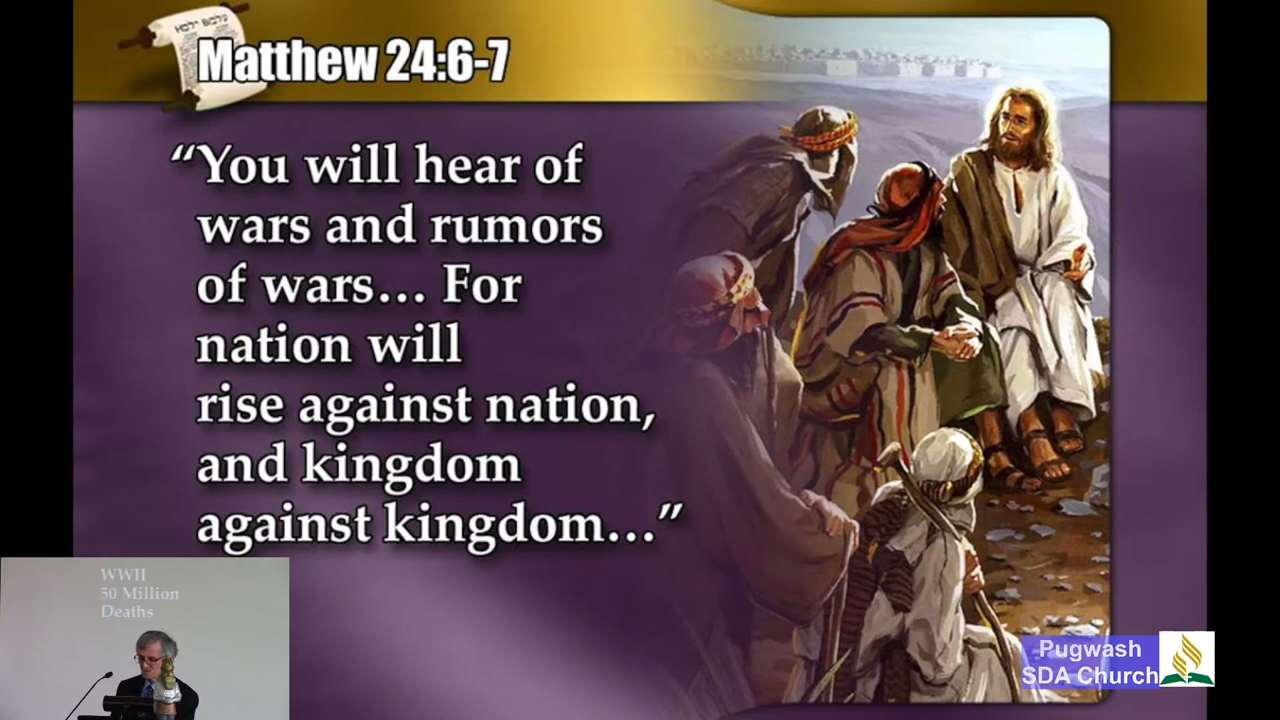 Matthew 24:6-7
“You will hear of
wars and rumors
of wars... For
nation will
rise against nation,
and kingdom
against kingdom...”
WWII
50 Million
Deaths
Pugwash
SDA Church